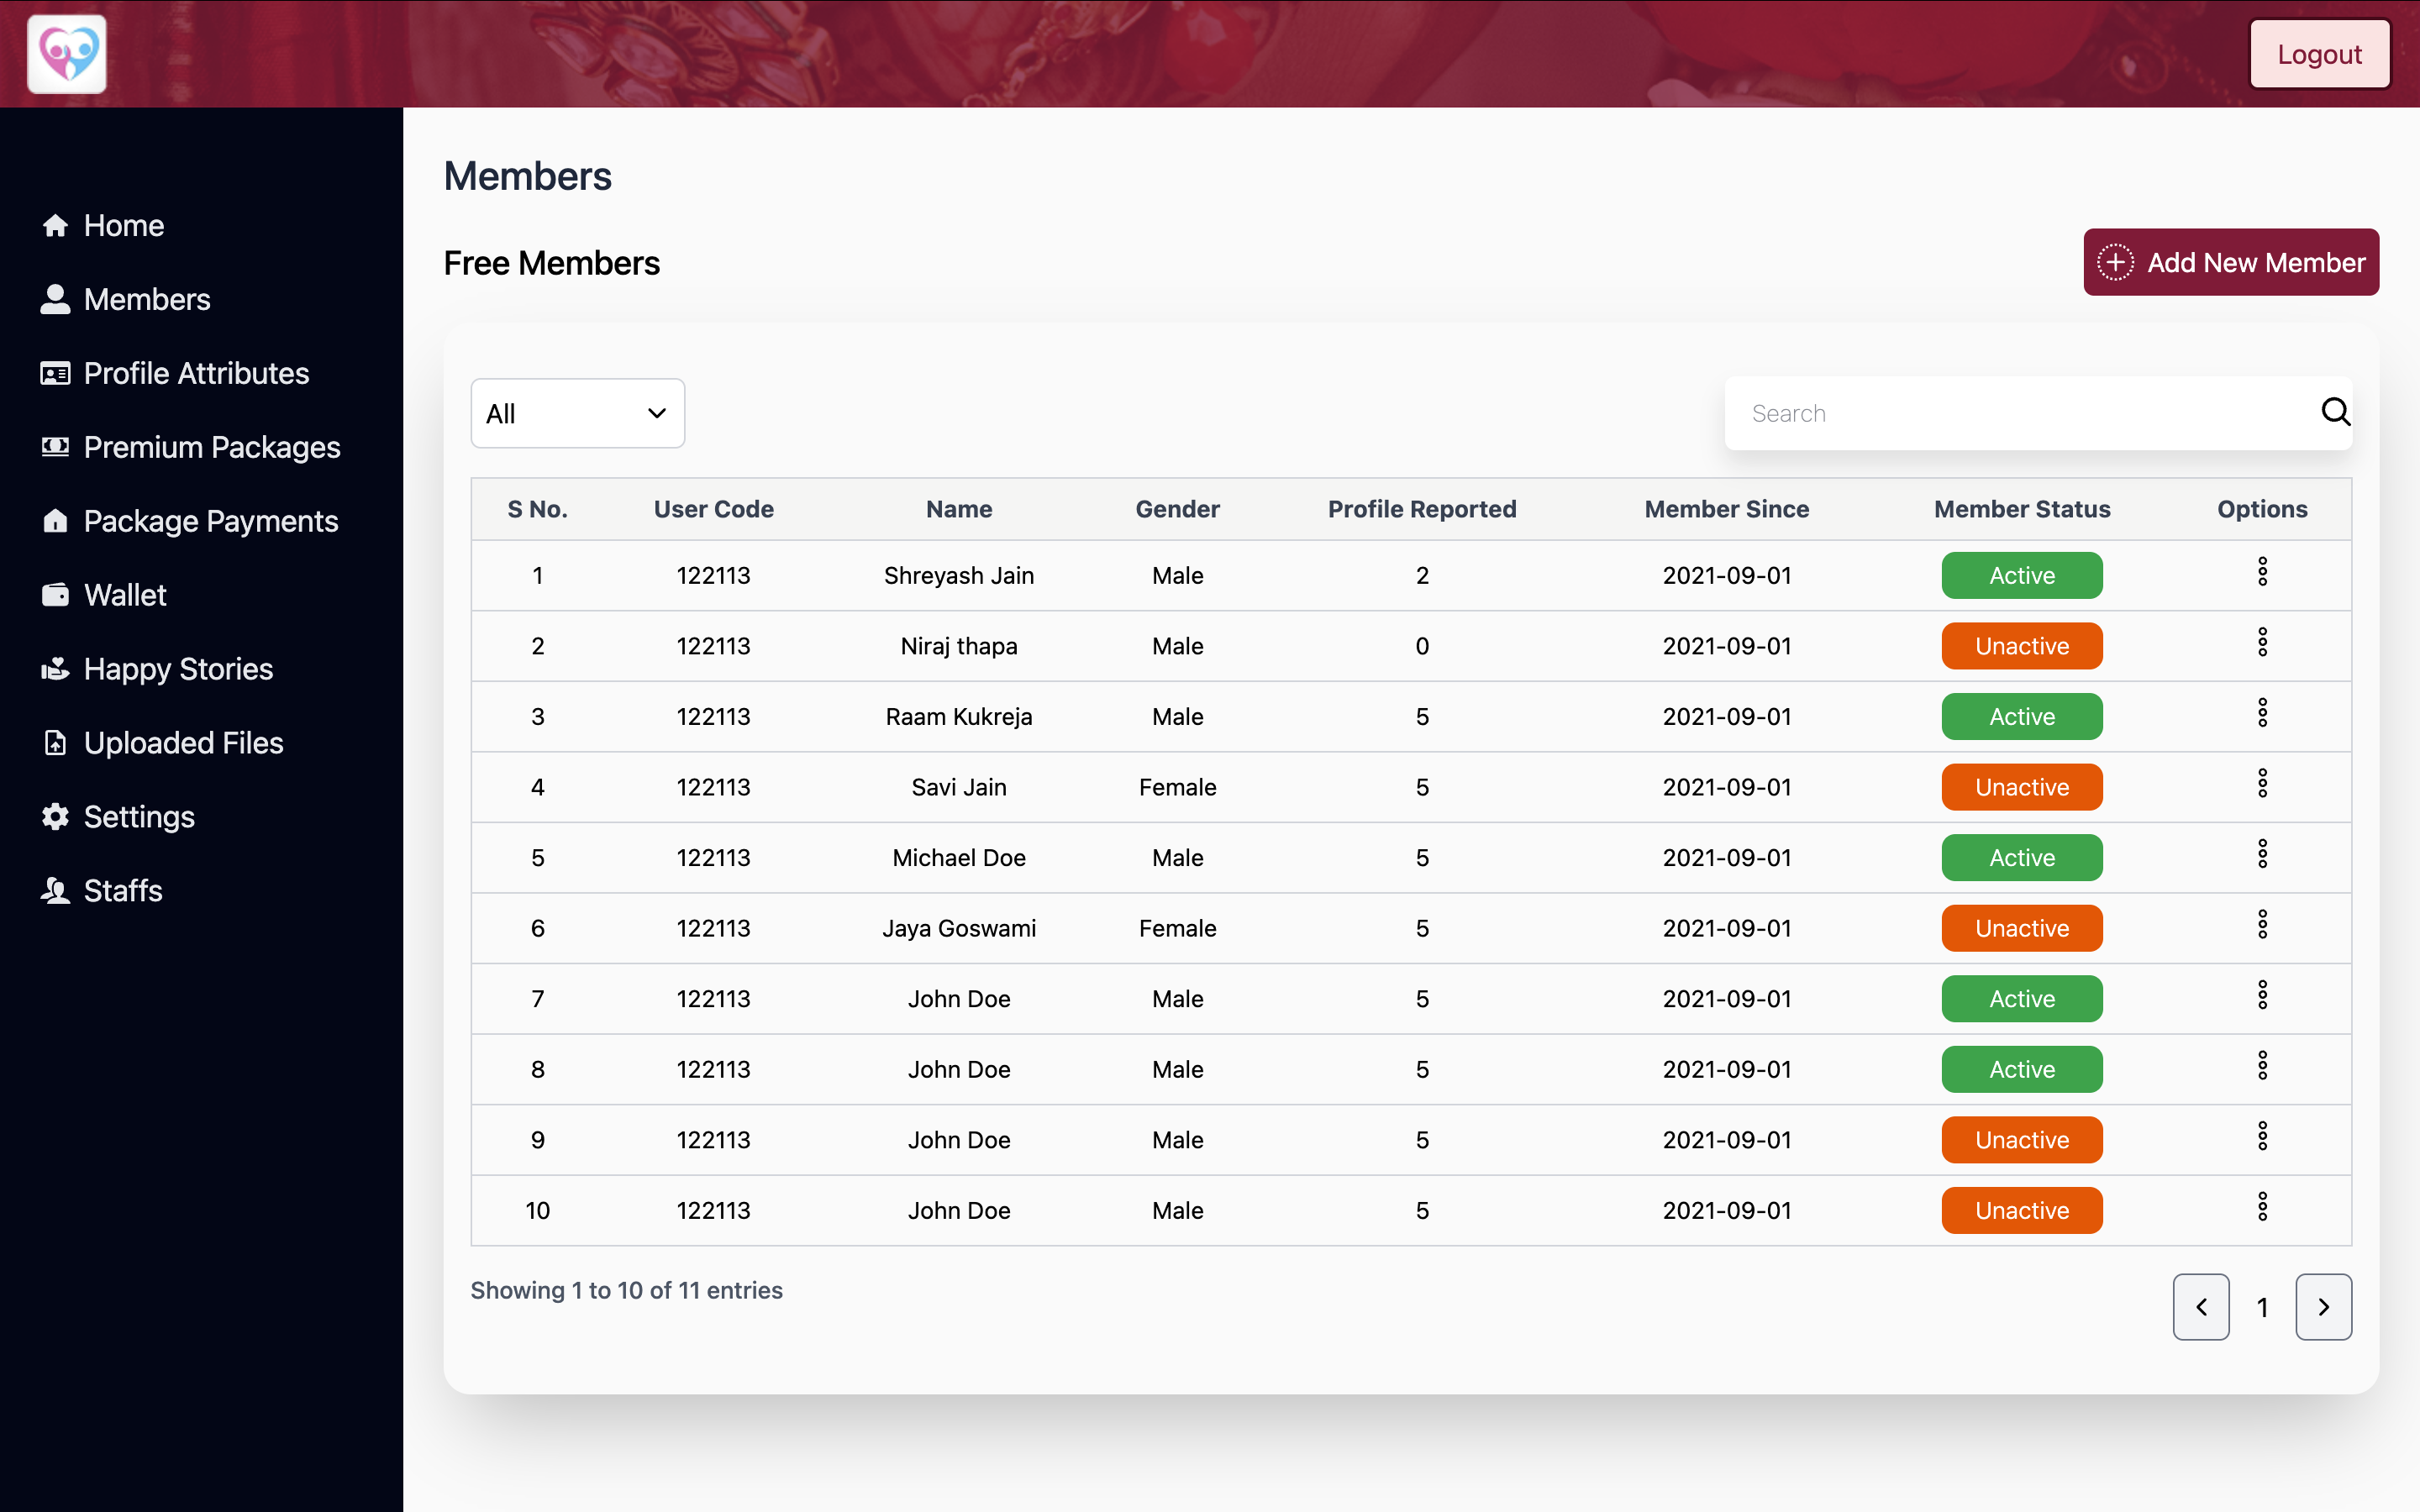 Logout
Home
Members
Profile Attributes
Premium Packages
Package Payments
Wallet
Happy Stories
Uploaded Files
Settings
Staffs
Members
Free Members
Add New Member
All
Search
S No. User Code Name Gender Profile Reported Member Since Member Status Options
1 122113 Shreyash Jain Male 2 2021-09-01 Active
2 122113 Niraj thapa Male 0 2021-09-01 Unactive
3 122113 Raam Kukreja Male 5 2021-09-01 Active
4 122113 Savi Jain Female 5 2021-09-01 Unactive
5 122113 Michael Doe Male 5 2021-09-01 Active
6 122113 Jaya Goswami Female 5 2021-09-01 Unactive
7 122113 John Doe Male 5 2021-09-01 Active
8 122113 John Doe Male 5 2021-09-01 Active
9 122113 John Doe Male 5 2021-09-01 Unactive
10 122113 John Doe Male 5 2021-09-01 Unactive
Showing 1 to 10 of 11 entries
1